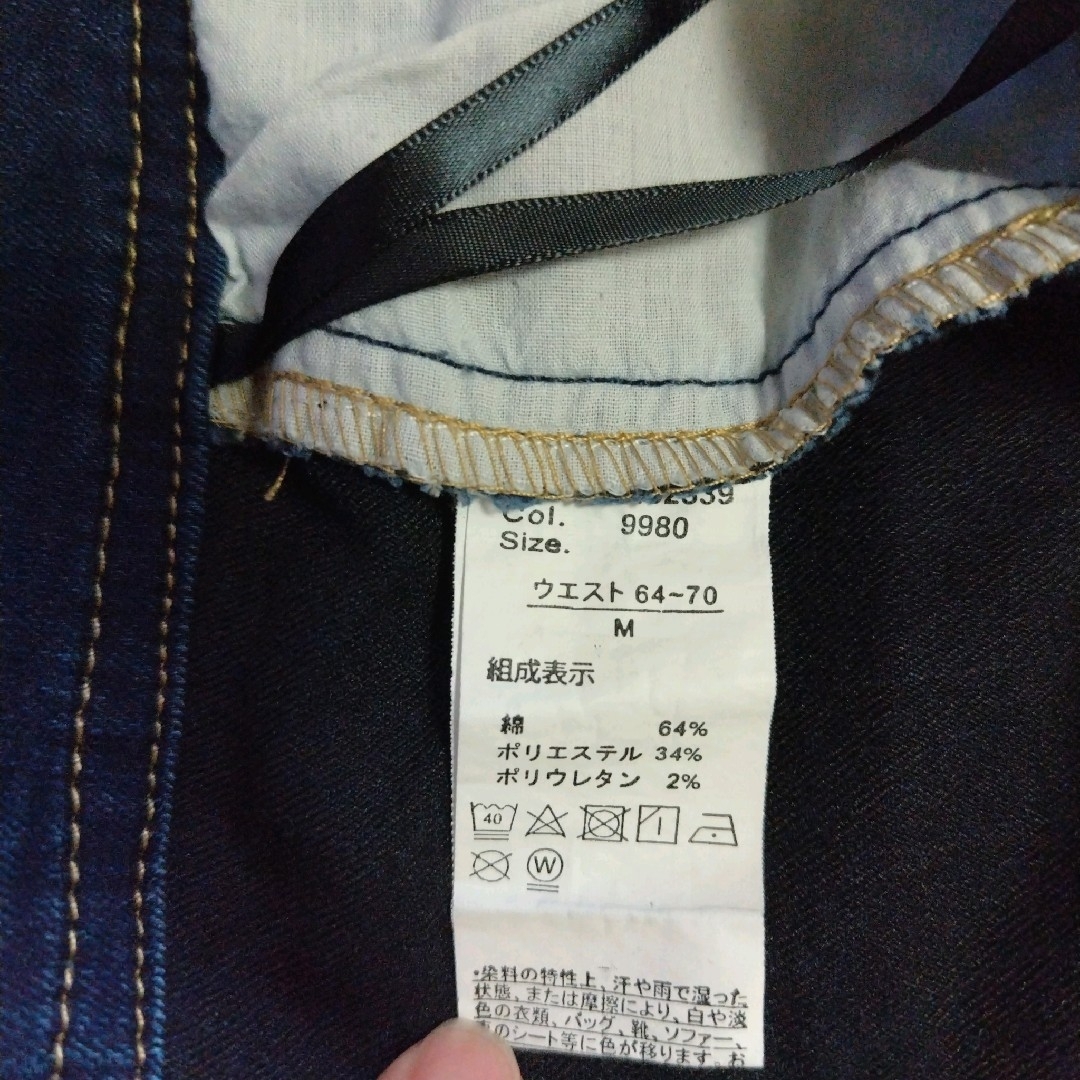 Col. 9980
Size.
ウエスト 64~70
M
組成表示
綿 64%
ポリエステル 34%
ポリウレタン 2%
40
W
・染料の特性上、汗や雨で湿った
状態、または摩擦により、白や淡
色の衣類、バッグ、靴、ソファー、
のシート等に色が移ります。お